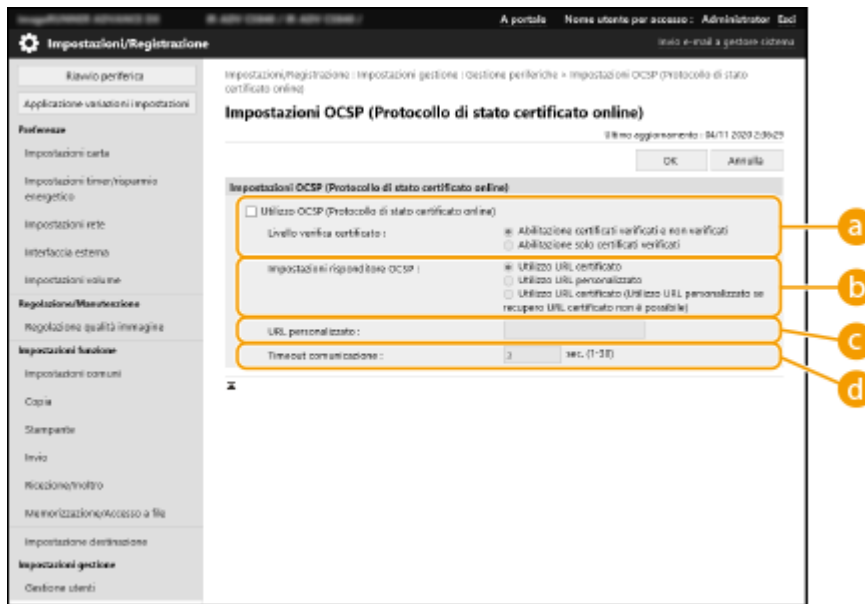 A portale Nome utente per accesso : Administrator Esci
Impostazioni/Registrazione
Invio e-mail a gestore sistema
Riavvio periferica
Applicazione variazioni impostazioni
Preferenze
Impostazioni carta
Impostazioni timer/risparmio
energetico
Impostazioni rete
Interfaccia esterna
Impostazioni volume
Regolazione/Manutenzione
Regolazione qualità immagine
Impostazioni funzione
Impostazioni comuni
Copia
Stampante
Invio
Ricezione/Inoltro
Memorizzazione/Accesso a file
Impostazione destinazione
Impostazioni gestione
Gestione utenti
Impostazioni/Registrazione : Impostazioni gestione : Gestione periferiche > Impostazioni OCSP (Protocollo di stato
certificato online)
Impostazioni OCSP (Protocollo di stato certificato online)
Ultimo aggiornamento : 04/11 2020 2:36:29
OK Annulla
Impostazioni OCSP (Protocollo di stato certificato online)
Utilizzo OCSP (Protocollo di stato certificato online)
Livello verifica certificato :
Abilitazione certificati verificati e non verificati
Abilitazione solo certificati verificati
a
Impostazioni risponditore OCSP :
Utilizzo URL certificato
Utilizzo URL personalizzato
Utilizzo URL certificato (Utilizzo URL personalizzato se
recupero URL certificato non è possibile)
b
URL personalizzato :
c
Timeout comunicazione : 3 sec. (1-30)
d